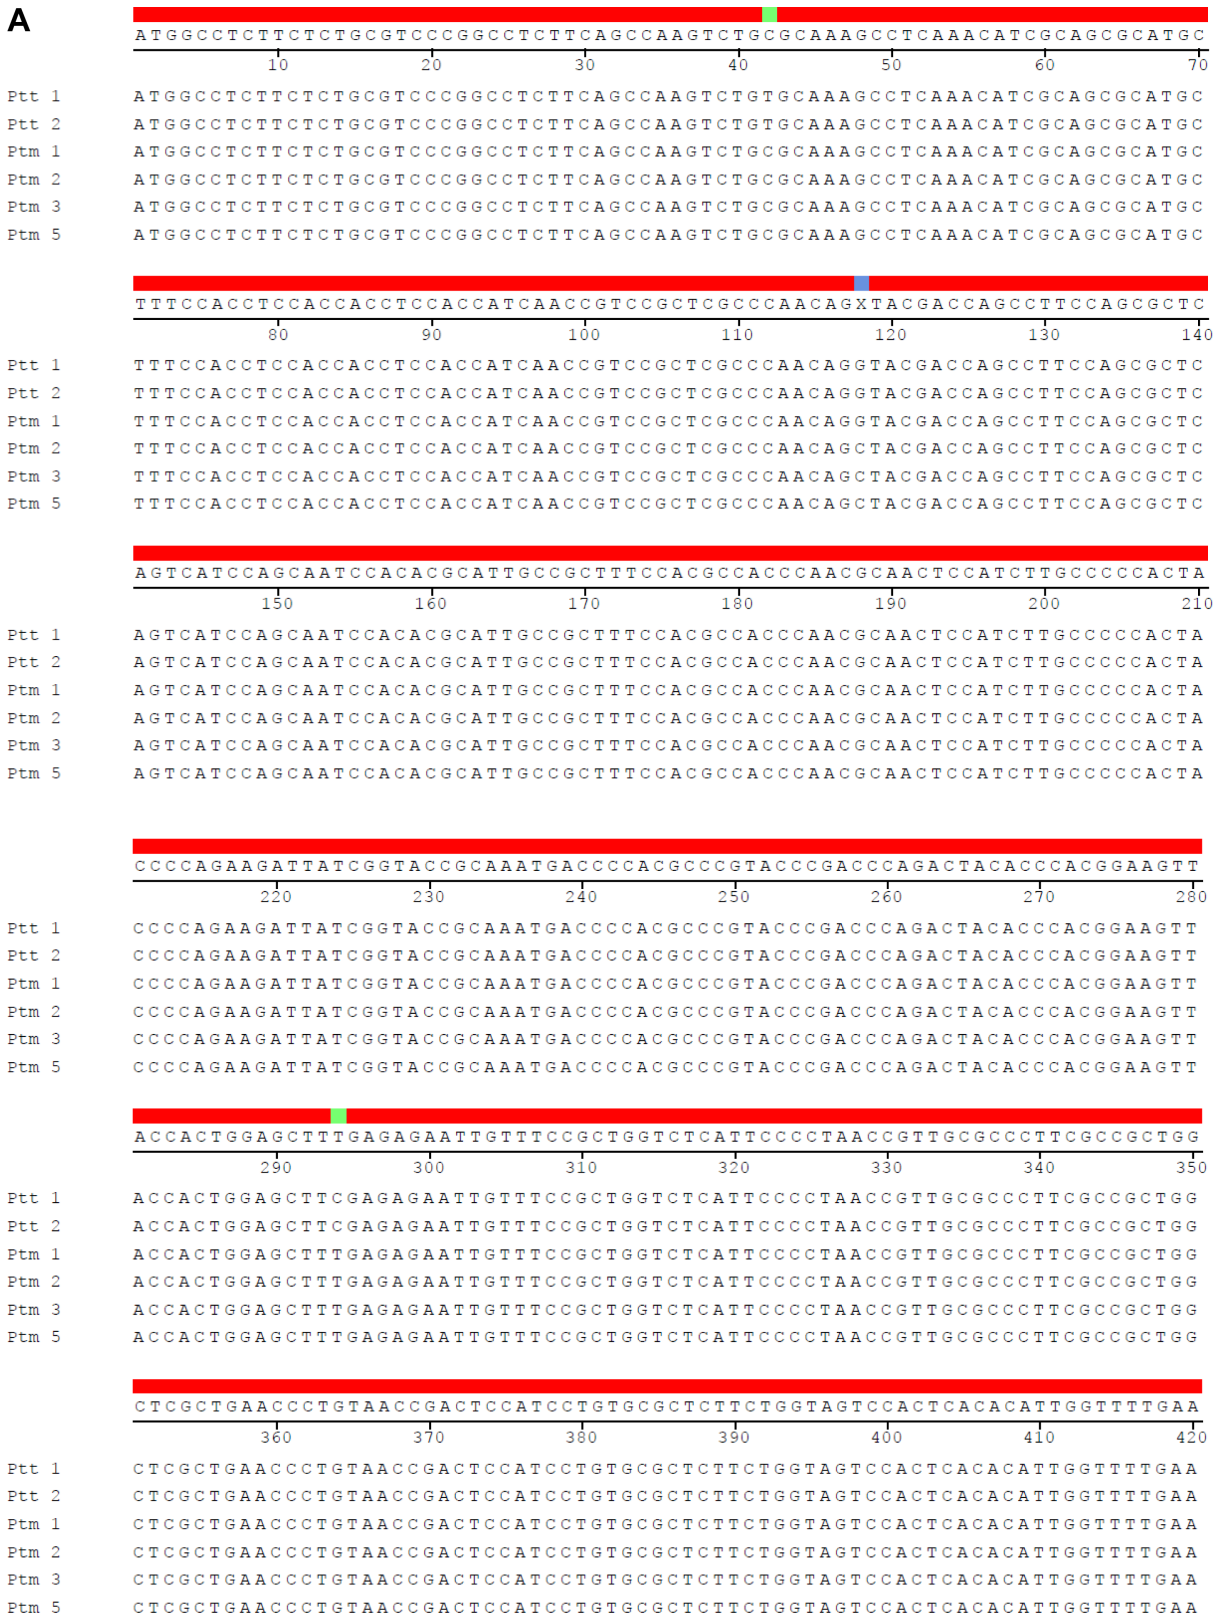 A
ATGGCCTCTTCTCTGCGTCCCGGCCTCTTCAGCCAAGTCTGCGCAAAGCCTCAAACATCGCAGCGCATGC
10 20 30 40 50 60 70
Ptt 1 ATGGCCTCTTCTCTGCGTCCCGGCCTCTTCAGCCAAGTCTGTGCAAAGCCTCAAACATCGCAGCGCATGC
Ptt 2 ATGGCCTCTTCTCTGCGTCCCGGCCTCTTCAGCCAAGTCTGTGCAAAGCCTCAAACATCGCAGCGCATGC
Ptm 1 ATGGCCTCTTCTCTGCGTCCCGGCCTCTTCAGCCAAGTCTGCGCAAAGCCTCAAACATCGCAGCGCATGC
Ptm 2 ATGGCCTCTTCTCTGCGTCCCGGCCTCTTCAGCCAAGTCTGCGCAAAGCCTCAAACATCGCAGCGCATGC
Ptm 3 ATGGCCTCTTCTCTGCGTCCCGGCCTCTTCAGCCAAGTCTGCGCAAAGCCTCAAACATCGCAGCGCATGC
Ptm 5 ATGGCCTCTTCTCTGCGTCCCGGCCTCTTCAGCCAAGTCTGCGCAAAGCCTCAAACATCGCAGCGCATGC
TTTCCACCTCCACCACCTCCACCATCAACCGTCCGCTCGCCCAACAGXTACGACCAGCCTTCCAGCGCTC
80 90 100 110 120 130 140
Ptt 1 TTTCCACCTCCACCACCTCCACCATCAACCGTCCGCTCGCCCAACAGGTACGACCAGCCTTCCAGCGCTC
Ptt 2 TTTCCACCTCCACCACCTCCACCATCAACCGTCCGCTCGCCCAACAGGTACGACCAGCCTTCCAGCGCTC
Ptm 1 TTTCCACCTCCACCACCTCCACCATCAACCGTCCGCTCGCCCAACAGGTACGACCAGCCTTCCAGCGCTC
Ptm 2 TTTCCACCTCCACCACCTCCACCATCAACCGTCCGCTCGCCCAACAGCTACGACCAGCCTTCCAGCGCTC
Ptm 3 TTTCCACCTCCACCACCTCCACCATCAACCGTCCGCTCGCCCAACAGCTACGACCAGCCTTCCAGCGCTC
Ptm 5 TTTCCACCTCCACCACCTCCACCATCAACCGTCCGCTCGCCCAACAGCTACGACCAGCCTTCCAGCGCTC
AGTCATCCAGCAATCCACACGCATTGCCGCTTTCCACGCCACCCAACGCAACTCCATCTTGCCCCCACTA
150 160 170 180 190 200 210
Ptt 1 AGTCATCCAGCAATCCACACGCATTGCCGCTTTCCACGCCACCCAACGCAACTCCATCTTGCCCCCACTA
Ptt 2 AGTCATCCAGCAATCCACACGCATTGCCGCTTTCCACGCCACCCAACGCAACTCCATCTTGCCCCCACTA
Ptm 1 AGTCATCCAGCAATCCACACGCATTGCCGCTTTCCACGCCACCCAACGCAACTCCATCTTGCCCCCACTA
Ptm 2 AGTCATCCAGCAATCCACACGCATTGCCGCTTTCCACGCCACCCAACGCAACTCCATCTTGCCCCCACTA
Ptm 3 AGTCATCCAGCAATCCACACGCATTGCCGCTTTCCACGCCACCCAACGCAACTCCATCTTGCCCCCACTA
Ptm 5 AGTCATCCAGCAATCCACACGCATTGCCGCTTTCCACGCCACCCAACGCAACTCCATCTTGCCCCCACTA
CCCCAGAAGATTATCGGTACCGCAAATGACCCCACGCCCGTACCCGACCCAGACTACACCCACGGAAGTT
220 230 240 250 260 270 280
Ptt 1 CCCCAGAAGATTATCGGTACCGCAAATGACCCCACGCCCGTACCCGACCCAGACTACACCCACGGAAGTT
Ptt 2 CCCCAGAAGATTATCGGTACCGCAAATGACCCCACGCCCGTACCCGACCCAGACTACACCCACGGAAGTT
Ptm 1 CCCCAGAAGATTATCGGTACCGCAAATGACCCCACGCCCGTACCCGACCCAGACTACACCCACGGAAGTT
Ptm 2 CCCCAGAAGATTATCGGTACCGCAAATGACCCCACGCCCGTACCCGACCCAGACTACACCCACGGAAGTT
Ptm 3 CCCCAGAAGATTATCGGTACCGCAAATGACCCCACGCCCGTACCCGACCCAGACTACACCCACGGAAGTT
Ptm 5 CCCCAGAAGATTATCGGTACCGCAAATGACCCCACGCCCGTACCCGACCCAGACTACACCCACGGAAGTT
ACCACTGGAGCTTTGAGAGAATTGTTTCCGCTGGTCTCATTCCCCTAACCGTTGCGCCCTTCGCCGCTGG
290 300 310 320 330 340 350
Ptt 1 ACCACTGGAGCTTCGAGAGAATTGTTTCCGCTGGTCTCATTCCCCTAACCGTTGCGCCCTTCGCCGCTGG
Ptt 2 ACCACTGGAGCTTCGAGAGAATTGTTTCCGCTGGTCTCATTCCCCTAACCGTTGCGCCCTTCGCCGCTGG
Ptm 1 ACCACTGGAGCTTTGAGAGAATTGTTTCCGCTGGTCTCATTCCCCTAACCGTTGCGCCCTTCGCCGCTGG
Ptm 2 ACCACTGGAGCTTTGAGAGAATTGTTTCCGCTGGTCTCATTCCCCTAACCGTTGCGCCCTTCGCCGCTGG
Ptm 3 ACCACTGGAGCTTTGAGAGAATTGTTTCCGCTGGTCTCATTCCCCTAACCGTTGCGCCCTTCGCCGCTGG
Ptm 5 ACCACTGGAGCTTTGAGAGAATTGTTTCCGCTGGTCTCATTCCCCTAACCGTTGCGCCCTTCGCCGCTGG
CTCGCTGAACCCTGTAACCGACTCCATCCTGTGCGCTCTTCTGGTAGTCCACTCACACATTGGTTTTGAA
360 370 380 390 400 410 420
Ptt 1 CTCGCTGAACCCTGTAACCGACTCCATCCTGTGCGCTCTTCTGGTAGTCCACTCACACATTGGTTTTGAA
Ptt 2 CTCGCTGAACCCTGTAACCGACTCCATCCTGTGCGCTCTTCTGGTAGTCCACTCACACATTGGTTTTGAA
Ptm 1 CTCGCTGAACCCTGTAACCGACTCCATCCTGTGCGCTCTTCTGGTAGTCCACTCACACATTGGTTTTGAA
Ptm 2 CTCGCTGAACCCTGTAACCGACTCCATCCTGTGCGCTCTTCTGGTAGTCCACTCACACATTGGTTTTGAA
Ptm 3 CTCGCTGAACCCTGTAACCGACTCCATCCTGTGCGCTCTTCTGGTAGTCCACTCACACATTGGTTTTGAA
Ptm 5 CTCGCTGAACCCTGTAACCGACTCCATCCTGTGCGCTCTTCTGGTAGTCCACTCACACATTGGTTTTGAA